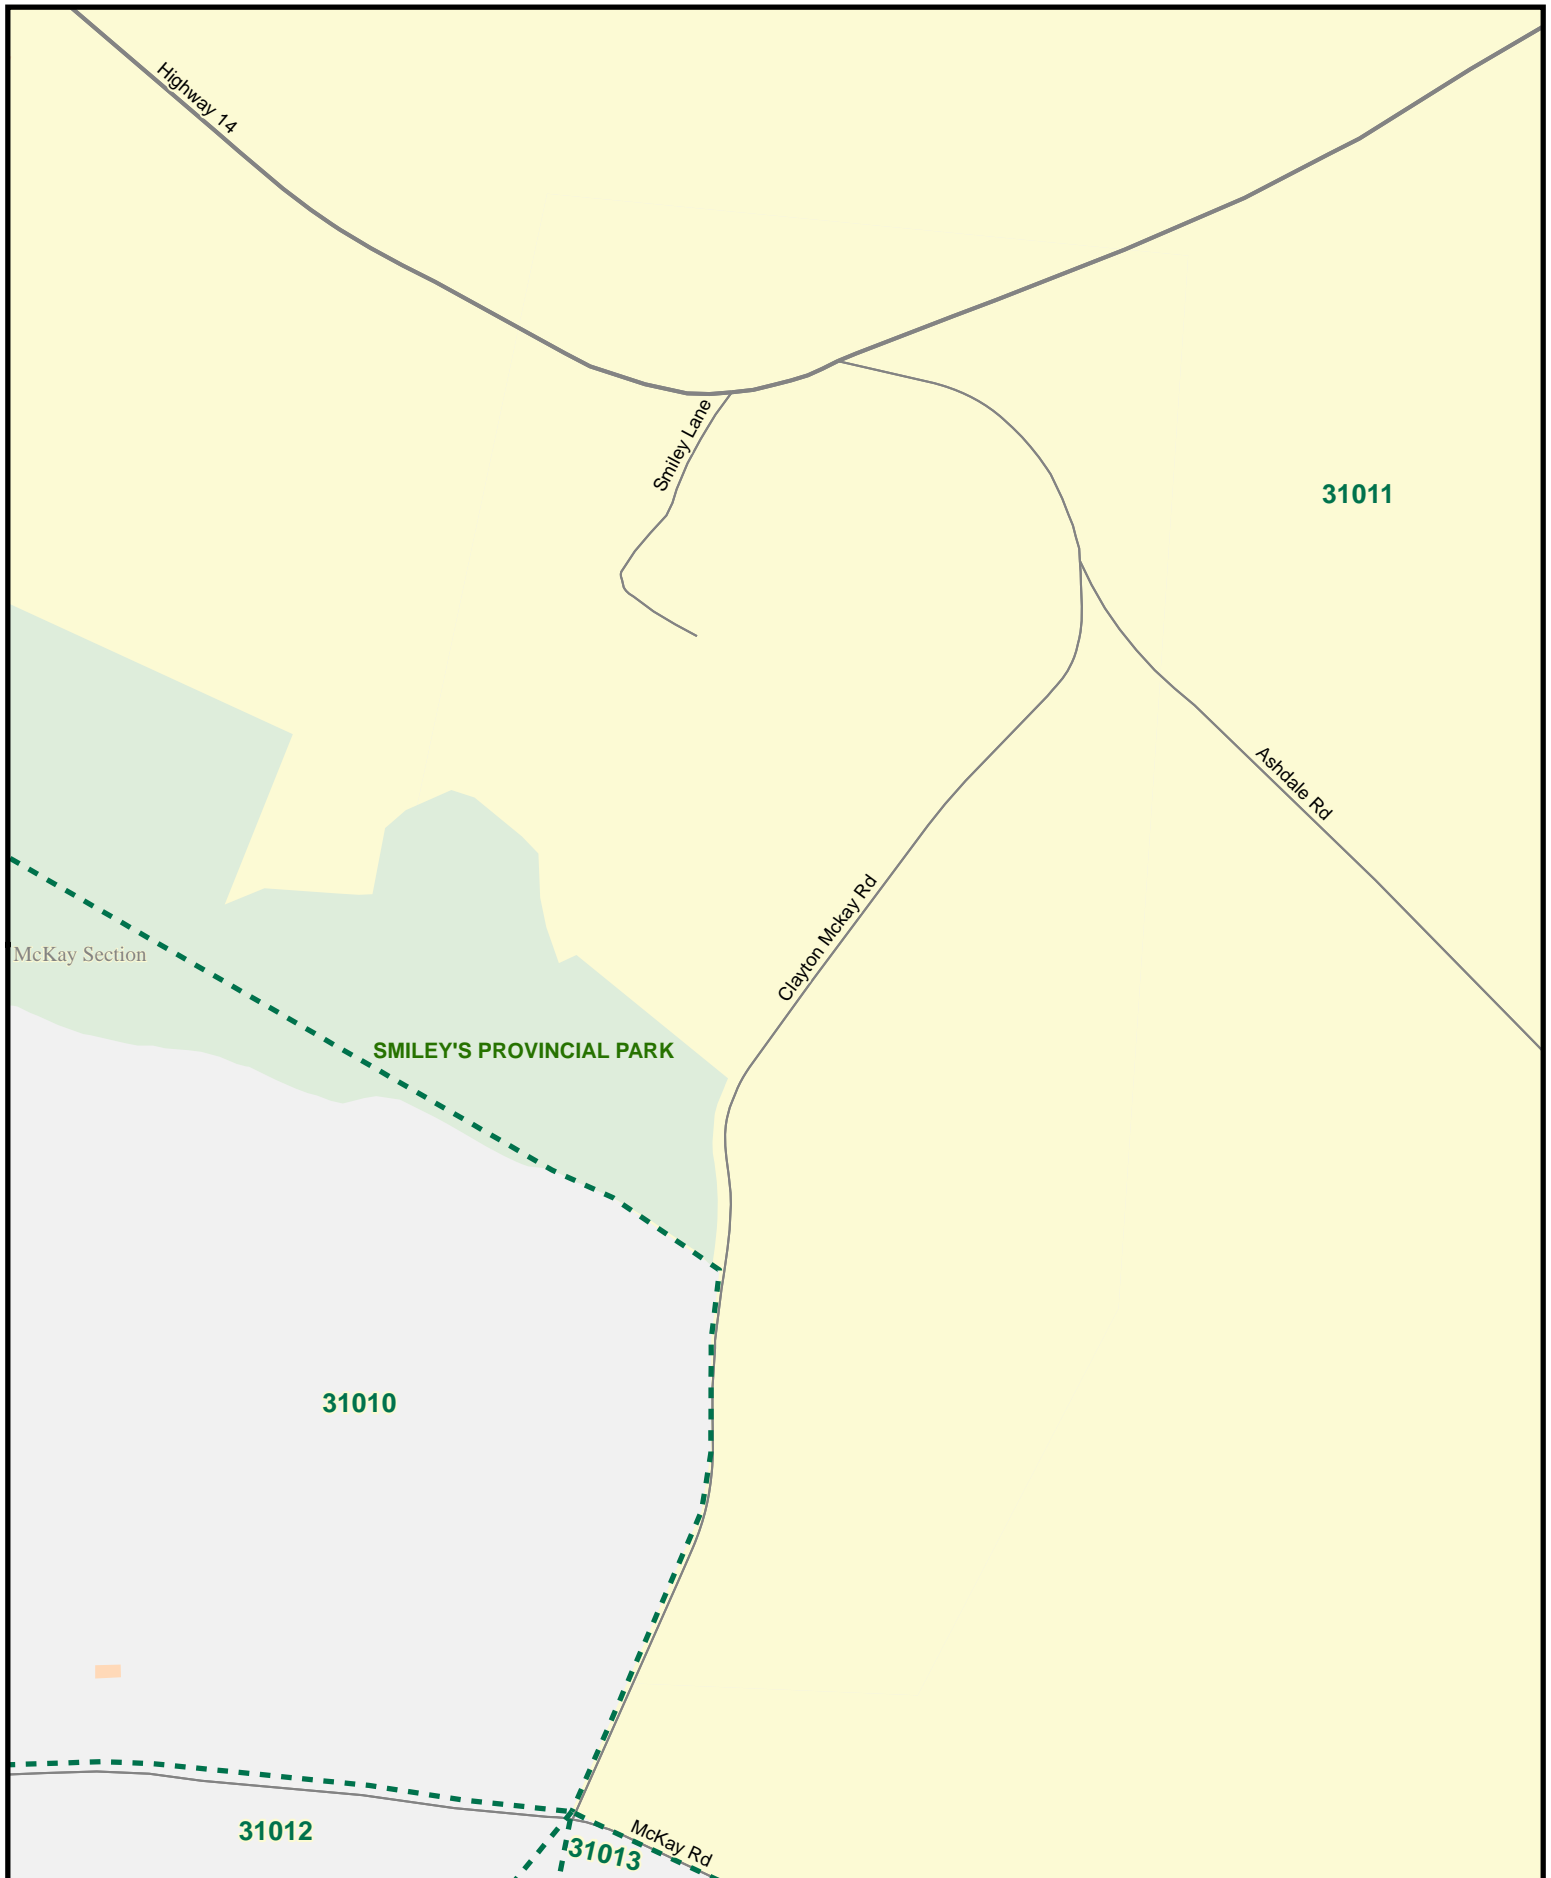 Highway 14
Smiley Lane
31011
Ashdale Rd
Clayton Mckay Rd
McKay Section
SMILEY'S PROVINCIAL PARK
31010
31012
31013
McKay Rd